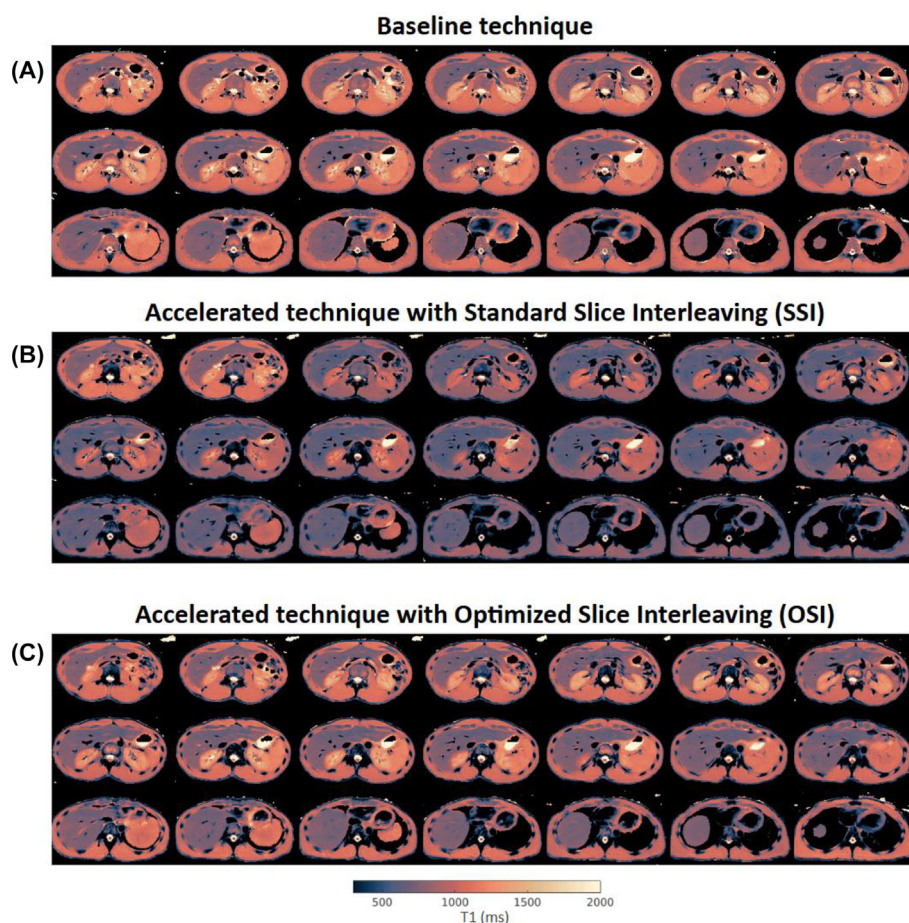 Baseline technique
(A)
Accelerated technique with Standard Slice Interleaving (SSI)
(B)
Accelerated technique with Optimized Slice Interleaving (OSI)
(C)
500 1000 1500 2000
T1 (ms)